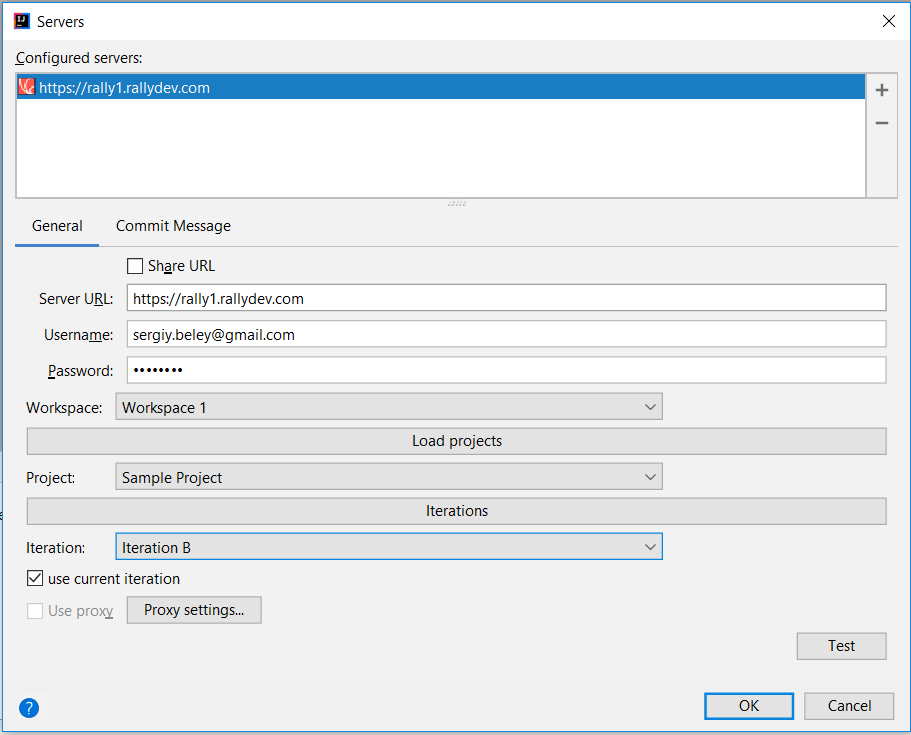 Servers
Configured servers:
https://rally1.rallydev.com
General Commit Message
Share URL
Server URL: https://rally1.rallydev.com
Username: sergiy.beley@gmail.com
Password: ••••••••
Workspace: Workspace 1
Load projects
Project: Sample Project
Iterations
Iteration: Iteration B
use current iteration
Use proxy Proxy settings...
Test
? OK Cancel